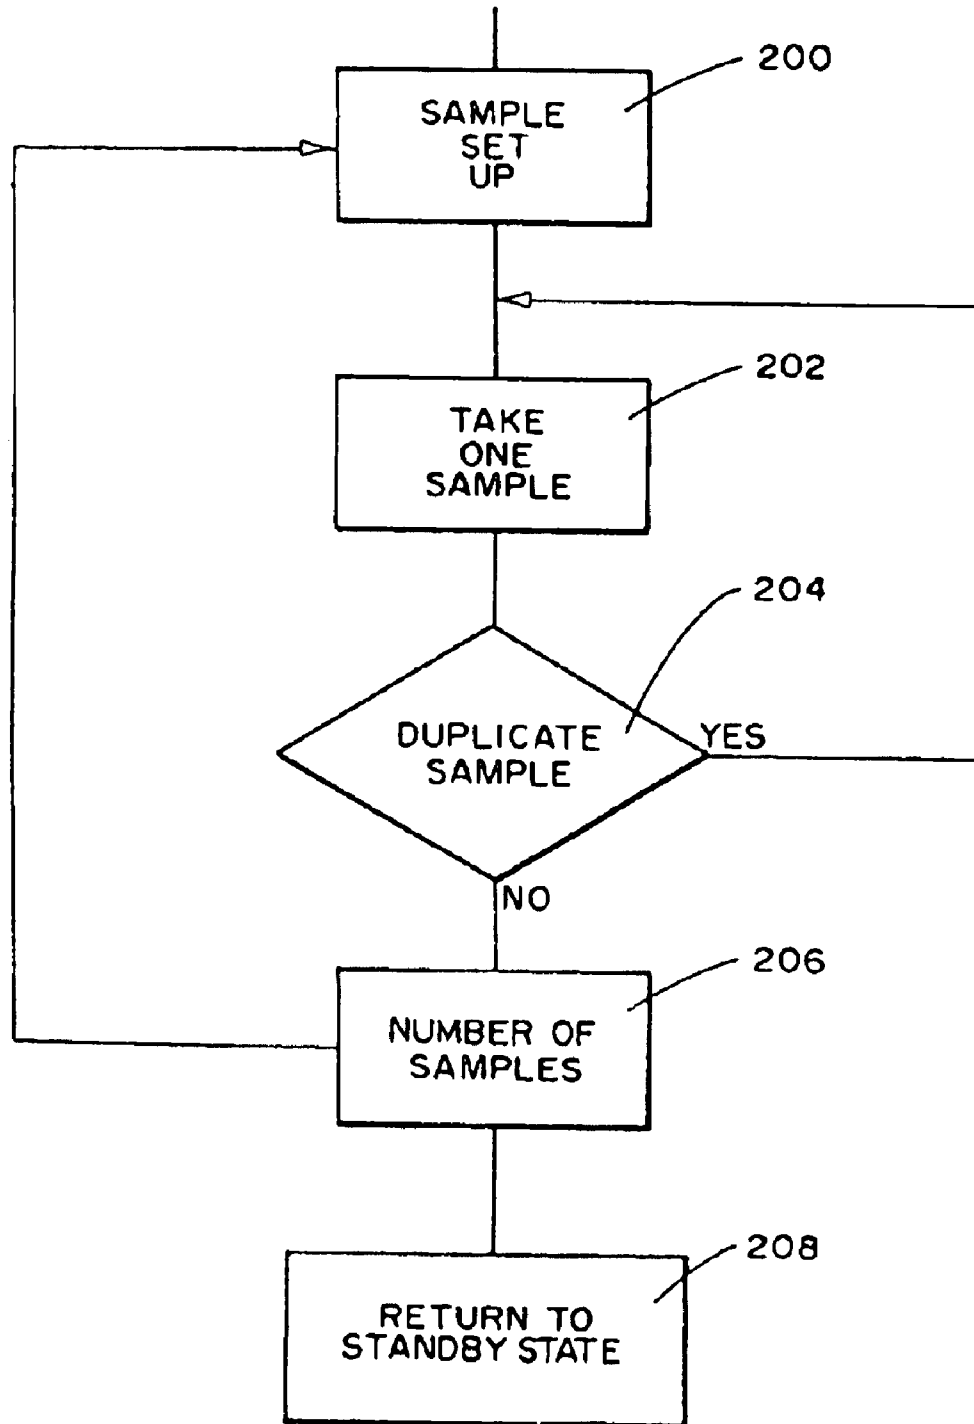 200
SAMPLE
SET
UP
202
TAKE
ONE
SAMPLE
204
DUPLICATE
SAMPLE
YES
NO
206
NUMBER OF
SAMPLES
208
RETURN TO
STANDBY STATE